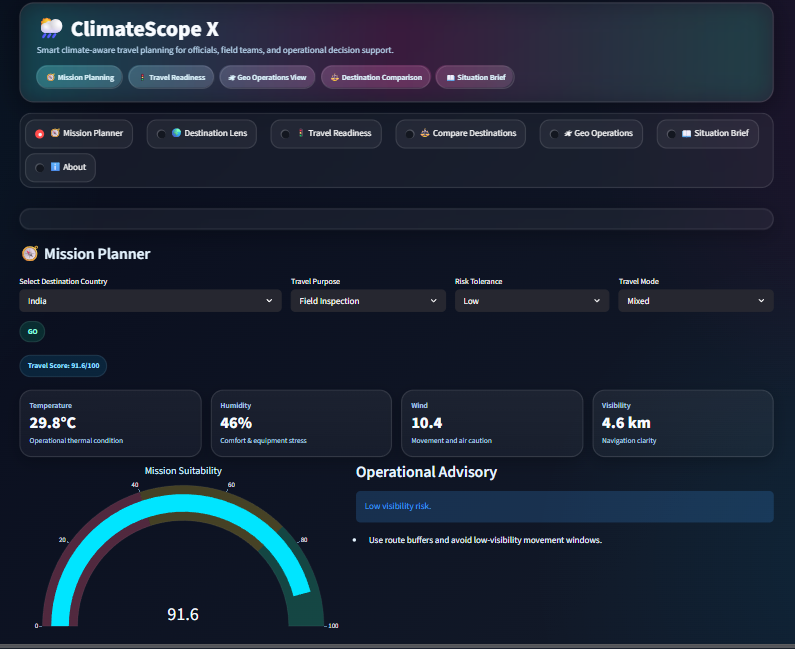 ClimateScope X
Smart climate-aware travel planning for officials, field teams, and operational decision support.
Mission Planning Travel Readiness Geo Operations View Destination Comparison Situation Brief
Mission Planner Destination Lens Travel Readiness Compare Destinations Geo Operations Situation Brief
About
Mission Planner
Select Destination Country Travel Purpose Risk Tolerance Travel Mode
India Field Inspection Low Mixed
GO
Travel Score: 91.6/100
Temperature Humidity Wind Visibility
29.8°C 46% 10.4 4.6 km
Operational thermal condition Comfort & equipment stress Movement and air caution Navigation clarity
Mission Suitability
Operational Advisory
40 60
Low visibility risk.
20 80
Use route buffers and avoid low-visibility movement windows.
91.6
0 100